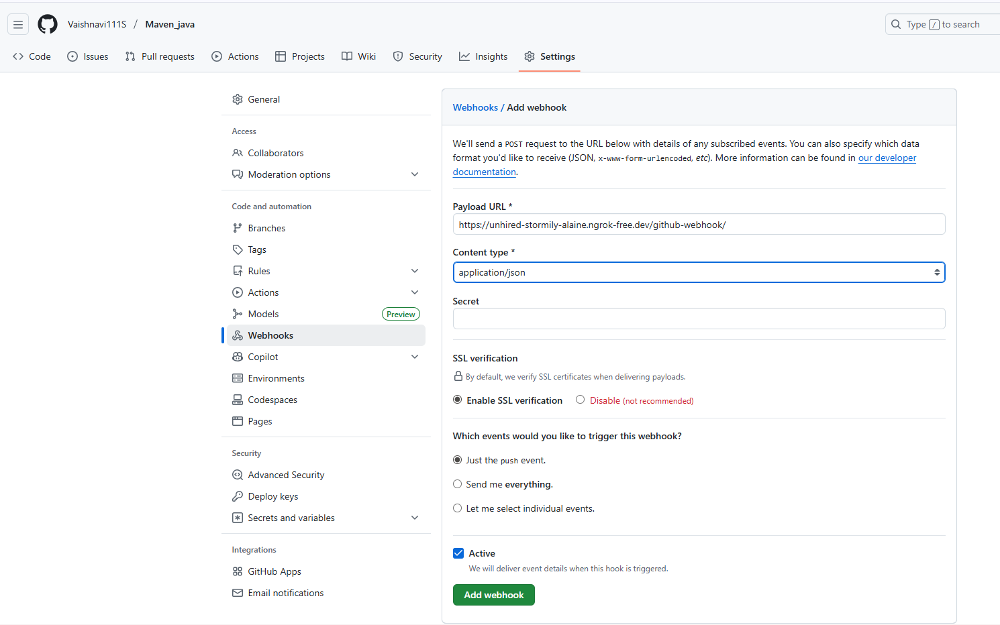 Vaishnavi111S / Maven_java
Type / to search
Code Issues Pull requests Actions Projects Wiki Security Insights Settings
General
Access
Collaborators
Moderation options
Code and automation
Branches
Tags
Rules
Actions
Models Preview
Webhooks
Copilot
Environments
Codespaces
Pages
Security
Advanced Security
Deploy keys
Secrets and variables
Integrations
GitHub Apps
Email notifications
Webhooks / Add webhook
We'll send a POST request to the URL below with details of any subscribed events. You can also specify which data
format you'd like to receive (JSON, x-www-form-urlencoded, etc). More information can be found in our developer
documentation.
Payload URL *
https://unhired-stormily-alaine.ngrok-free.dev/github-webhook/
Content type *
application/json
Secret
SSL verification
By default, we verify SSL certificates when delivering payloads.
Enable SSL verification Disable (not recommended)
Which events would you like to trigger this webhook?
Just the push event.
Send me everything.
Let me select individual events.
Active
We will deliver event details when this hook is triggered.
Add webhook